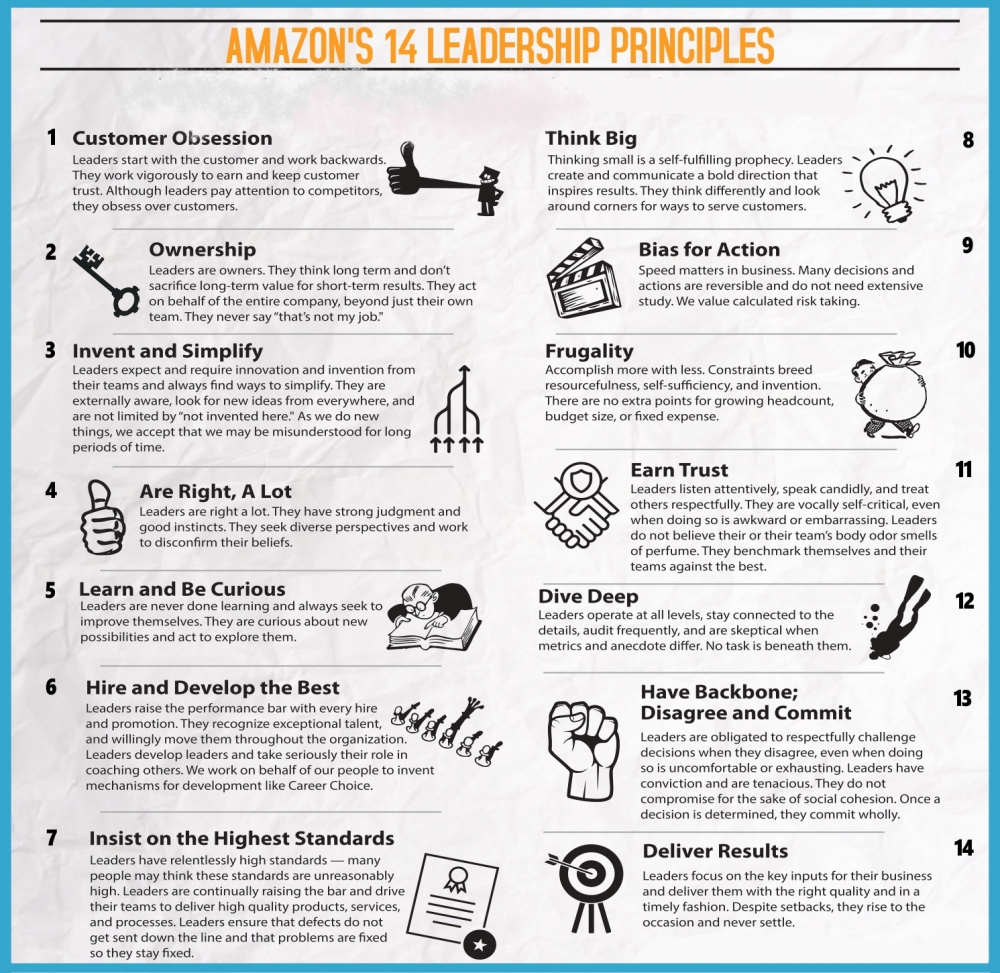 AMAZON'S 14 LEADERSHIP PRINCIPLES
1
Customer Obsession
Leaders start with the customer and work backwards.
They work vigorously to earn and keep customer
trust. Although leaders pay attention to competitors,
they obsess over customers.
2
Ownership
Leaders are owners. They think long term and don't
sacrifice long-term value for short-term results. They act
on behalf of the entire company, beyond just their own
team. They never say "that's not my job."
3
Invent and Simplify
Leaders expect and require innovation and invention from
their teams and always find ways to simplify. They are
externally aware, look for new ideas from everywhere, and
are not limited by "not invented here." As we do new
things, we accept that we may be misunderstood for long
periods of time.
4
Are Right, A Lot
Leaders are right a lot. They have strong judgment and
good instincts. They seek diverse perspectives and work
to disconfirm their beliefs.
5
Learn and Be Curious
Leaders are never done learning and always seek to
improve themselves. They are curious about new
possibilities and act to explore them.
6
Hire and Develop the Best
Leaders raise the performance bar with every hire
and promotion. They recognize exceptional talent,
and willingly move them throughout the organization.
Leaders develop leaders and take seriously their role in
coaching others. We work on behalf of our people to invent
mechanisms for development like Career Choice.
7
Insist on the Highest Standards
Leaders have relentlessly high standards — many
people may think these standards are unreasonably
high. Leaders are continually raising the bar and drive
their teams to deliver high quality products, services,
and processes. Leaders ensure that defects do not
get sent down the line and that problems are fixed
so they stay fixed.
Think Big
8
Thinking small is a self-fulfilling prophecy. Leaders
create and communicate a bold direction that
inspires results. They think differently and look
around corners for ways to serve customers.
Bias for Action
9
Speed matters in business. Many decisions and
actions are reversible and do not need extensive
study. We value calculated risk taking.
Frugality
10
Accomplish more with less. Constraints breed
resourcefulness, self-sufficiency, and invention.
There are no extra points for growing headcount,
budget size, or fixed expense.
Earn Trust
11
Leaders listen attentively, speak candidly, and treat
others respectfully. They are vocally self-critical, even
when doing so is awkward or embarrassing. Leaders
do not believe their or their team's body odor smells
of perfume. They benchmark themselves and their
teams against the best.
Dive Deep
12
Leaders operate at all levels, stay connected to the
details, audit frequently, and are skeptical when
metrics and anecdote differ. No task is beneath them.
Have Backbone;
13
Disagree and Commit
Leaders are obligated to respectfully challenge
decisions when they disagree, even when doing
so is uncomfortable or exhausting. Leaders have
conviction and are tenacious. They do not
compromise for the sake of social cohesion. Once a
decision is determined, they commit wholly.
Deliver Results
14
Leaders focus on the key inputs for their business
and deliver them with the right quality and in a
timely fashion. Despite setbacks, they rise to the
occasion and never settle.